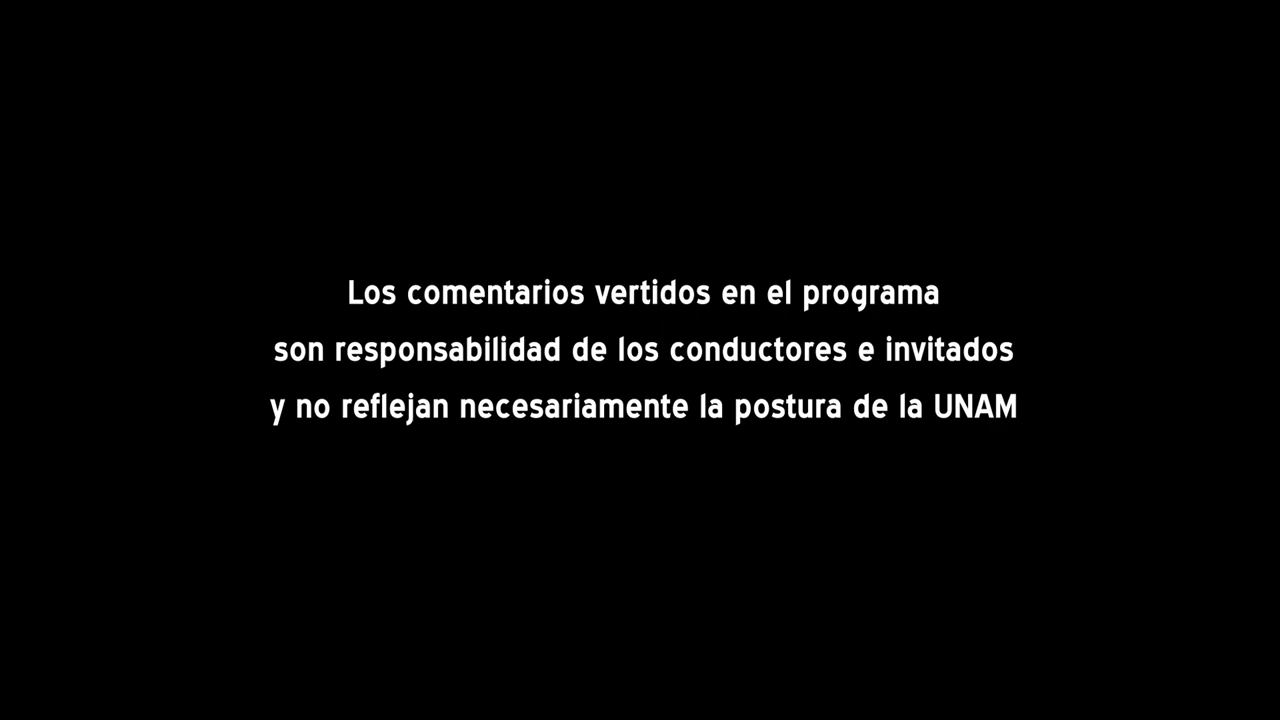 Los comentarios vertidos en el programa
son responsabilidad de los conductores e invitados
y no reflejan necesariamente la postura de la UNAM